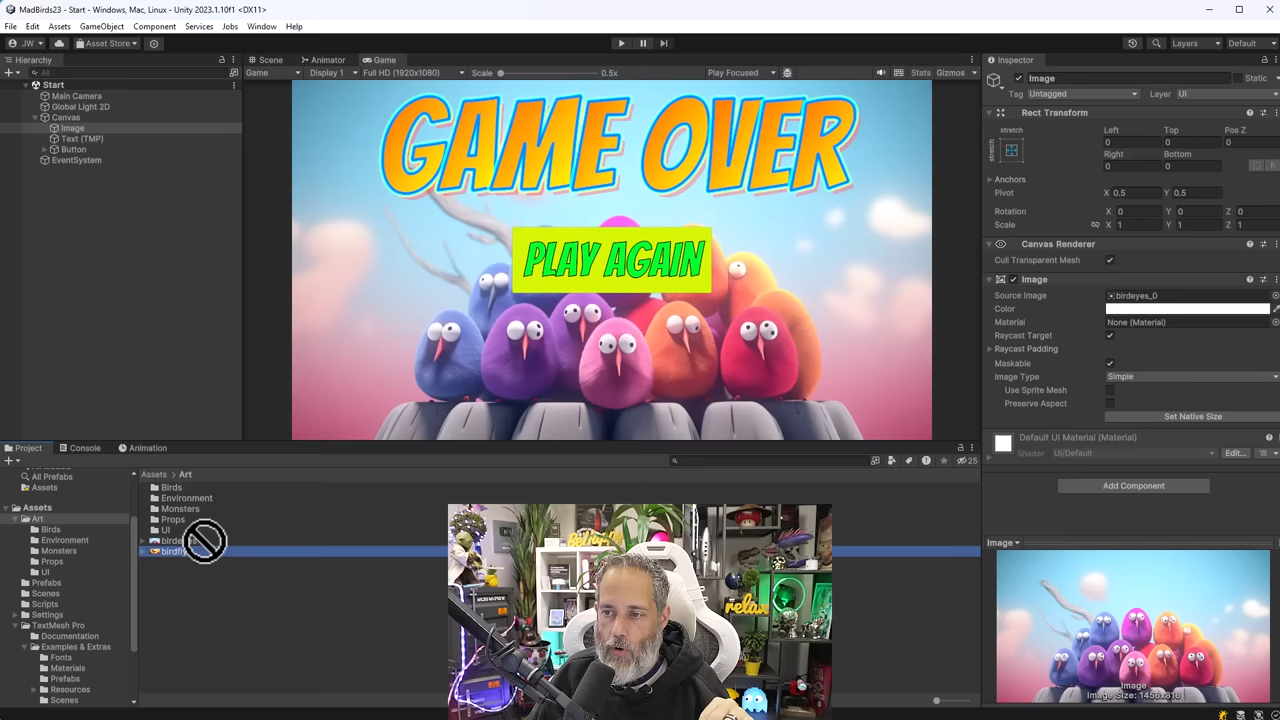 MadBirds23 - Start - Windows, Mac, Linux - Unity 2023.1.10f1 <DX11>
File Edit Assets GameObject Component Services Jobs Window Help
JW Asset Store Layers Default
Hierarchy Scene Animator Game Inspector
All Game Display 1 Full HD (1920x1080) Scale 0.5x Play Focused Stats Gizmos
Start
Main Camera
Global Light 2D
Canvas
Image
Text (TMP)
Button
EventSystem
GAME OVER
PLAY AGAIN
Image Static
Tag Untagged Layer UI
Rect Transform
stretch Left Top Pos Z
stretch 0 0 0
Right Bottom
0 0
Anchors
Pivot X 0.5 Y 0.5
Rotation X 0 Y 0 Z 0
Scale X 1 Y 1 Z 1
Canvas Renderer
Cull Transparent Mesh
Image
Source Image birdeyes_0
Color
Material None (Material)
Raycast Target
Raycast Padding
Maskable
Image Type Simple
Use Sprite Mesh
Preserve Aspect
Set Native Size
Default UI Material (Material)
Shader UI/Default Edit...
Add Component
Image
Image
Image Size: 1456x816
Project Console Animation
25
All Prefabs
Assets
Assets
Art
Birds
Environment
Monsters
Props
UI
Prefabs
Scenes
Scripts
Settings
TextMesh Pro
Documentation
Examples & Extras
Fonts
Materials
Prefabs
Resources
Scenes
Assets > Art
Birds
Environment
Monsters
Props
UI
relax